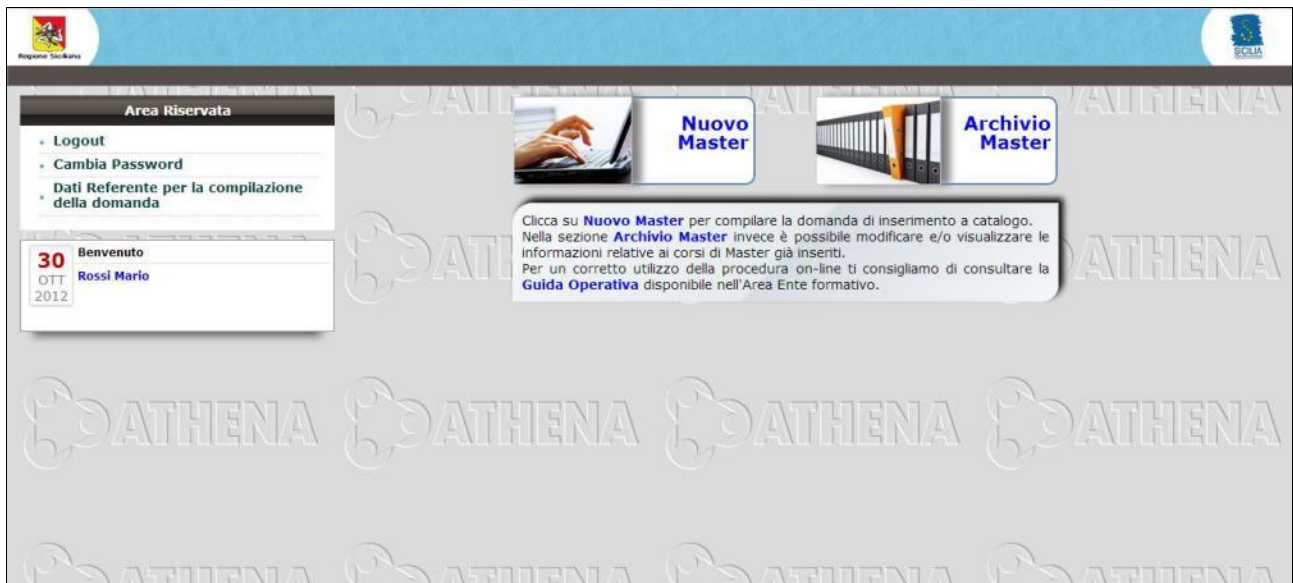 Regione Siciliana
SICILIA
Area Riservata
Logout
Cambia Password
Dati Referente per la compilazione
della domanda
30
OTT
2012
Benvenuto
Rossi Mario
Nuovo
Master
Archivio
Master
Clicca su Nuovo Master per compilare la domanda di inserimento a catalogo.
Nella sezione Archivio Master invece è possibile modificare e/o visualizzare le
informazioni relative ai corsi di Master già inseriti.
Per un corretto utilizzo della procedura on-line ti consigliamo di consultare la
Guida Operativa disponibile nell'Area Ente formativo.
ATHENA
ATHENA
ATHENA
ATHENA
ATHENA
ATHENA